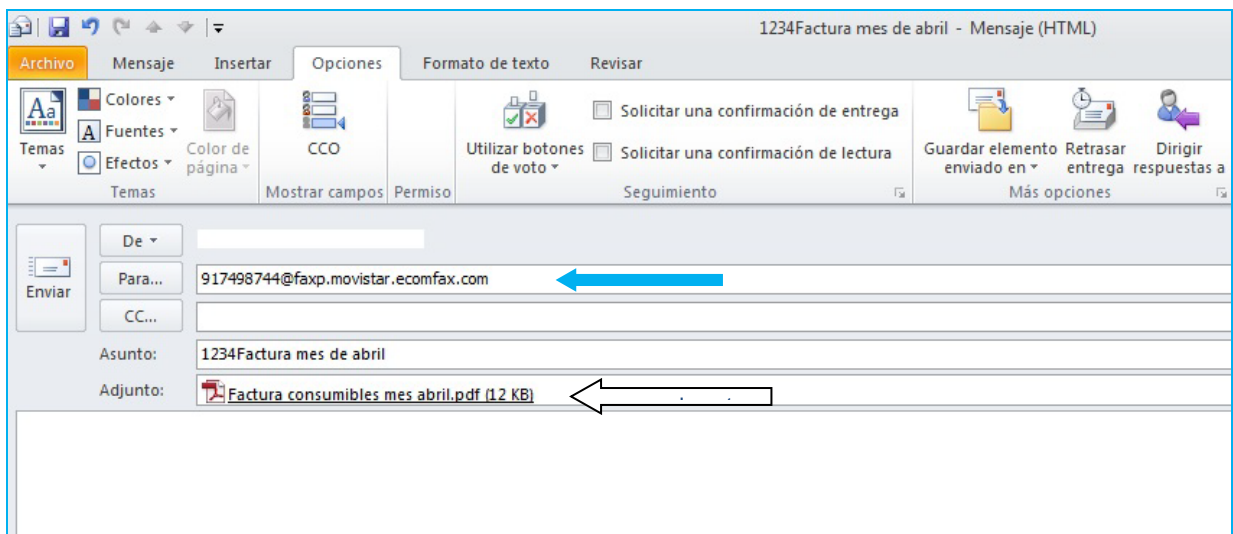 1234Factura mes de abril - Mensaje (HTML)
Archivo Mensaje Insertar Opciones Formato de texto Revisar
Aa Colores Solicitar una confirmación de entrega
A Fuentes
Temas Efectos Color de página CCO Utilizar botones de voto Solicitar una confirmación de lectura Guardar elemento enviado en Retrasar entrega Dirigir respuestas a
Temas Mostrar campos Permiso Seguimiento Más opciones
De
Enviar Para... 917498744@faxp.movistar.ecomfax.com
CC...
Asunto: 1234Factura mes de abril
Adjunto: Factura consumibles mes abril.pdf (12 KB)